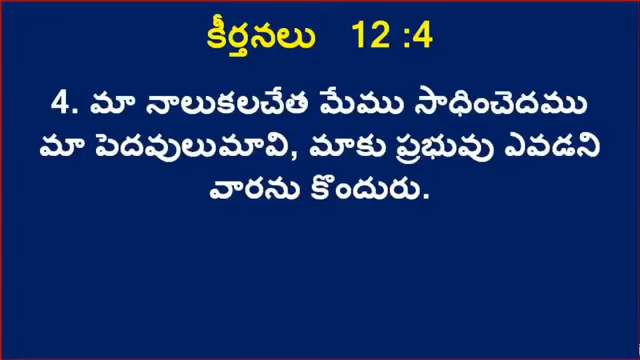 కీర్తనలు 12 :4
4. మా నాలుకలచేత మేము సాధించెదము
మా పెదవులుమావి, మాకు ప్రభువు ఎవడని
వారను కొందురు.